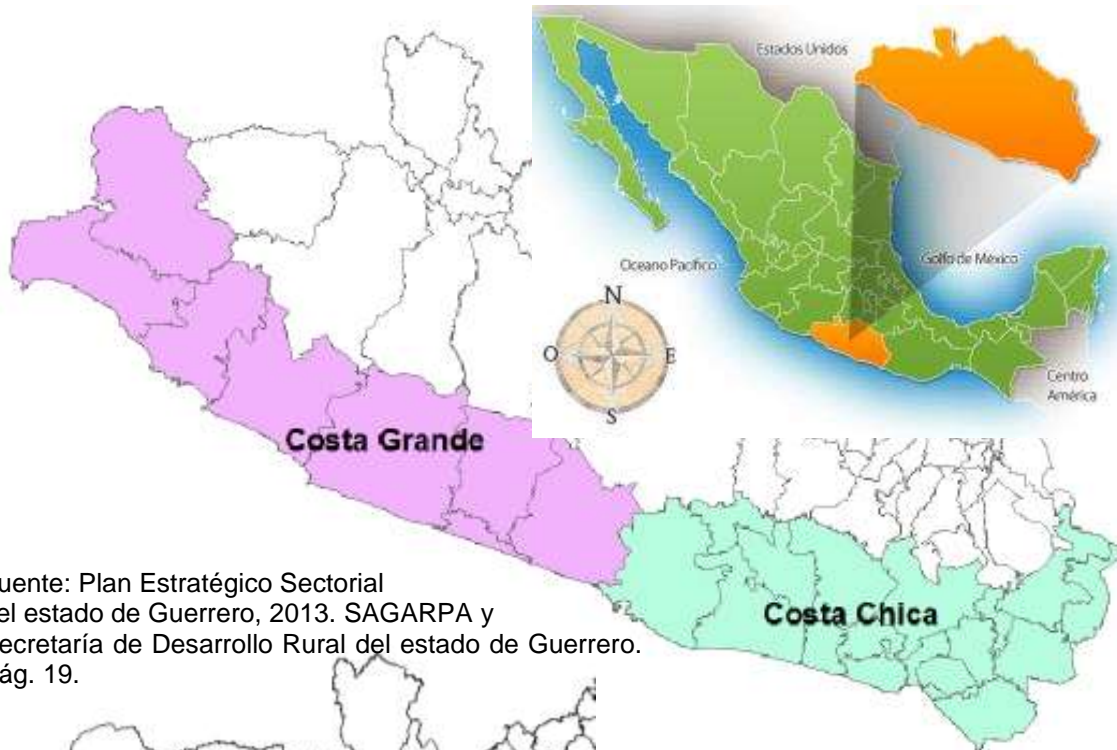 Estados Unidos
Oceano Pacífico
Golfo de México
Centro
América
N
O
E
S
Costa Grande
Costa Chica
uente: Plan Estratégico Sectorial
el estado de Guerrero, 2013. SAGARPA y
ecretaría de Desarrollo Rural del estado de Guerrero.
ág. 19.